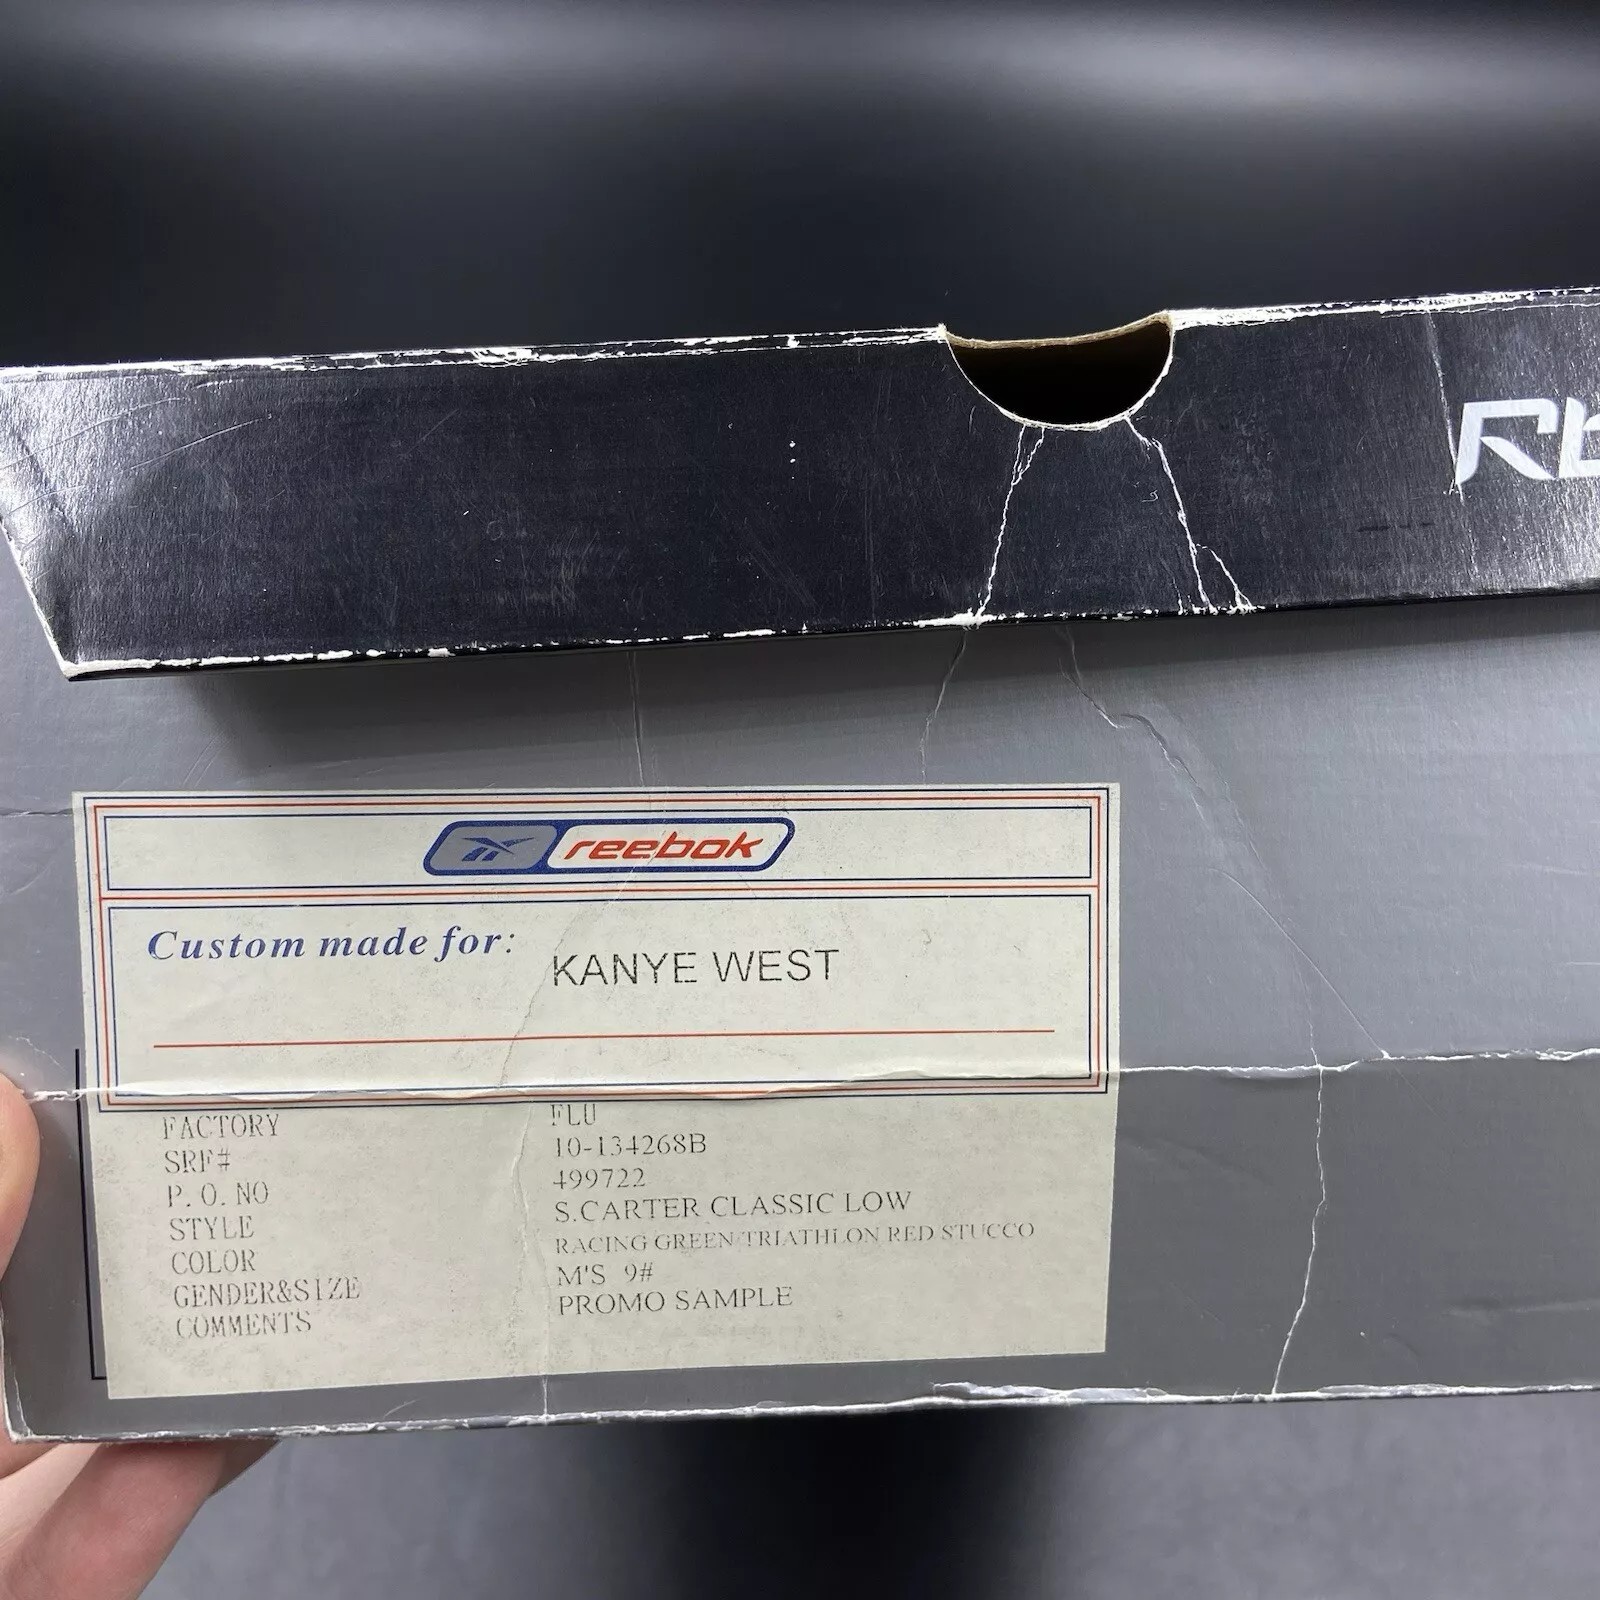 Rb
reebok
Custom made for: KANYE WEST
FACTORY FLU
SRF# 10-134268B
P.O.NO 499722
STYLE S.CARTER CLASSIC LOW
COLOR RACING GREEN/TRIATHLON RED STUCCO
GENDER&SIZE M'S 9#
COMMENTS PROMO SAMPLE